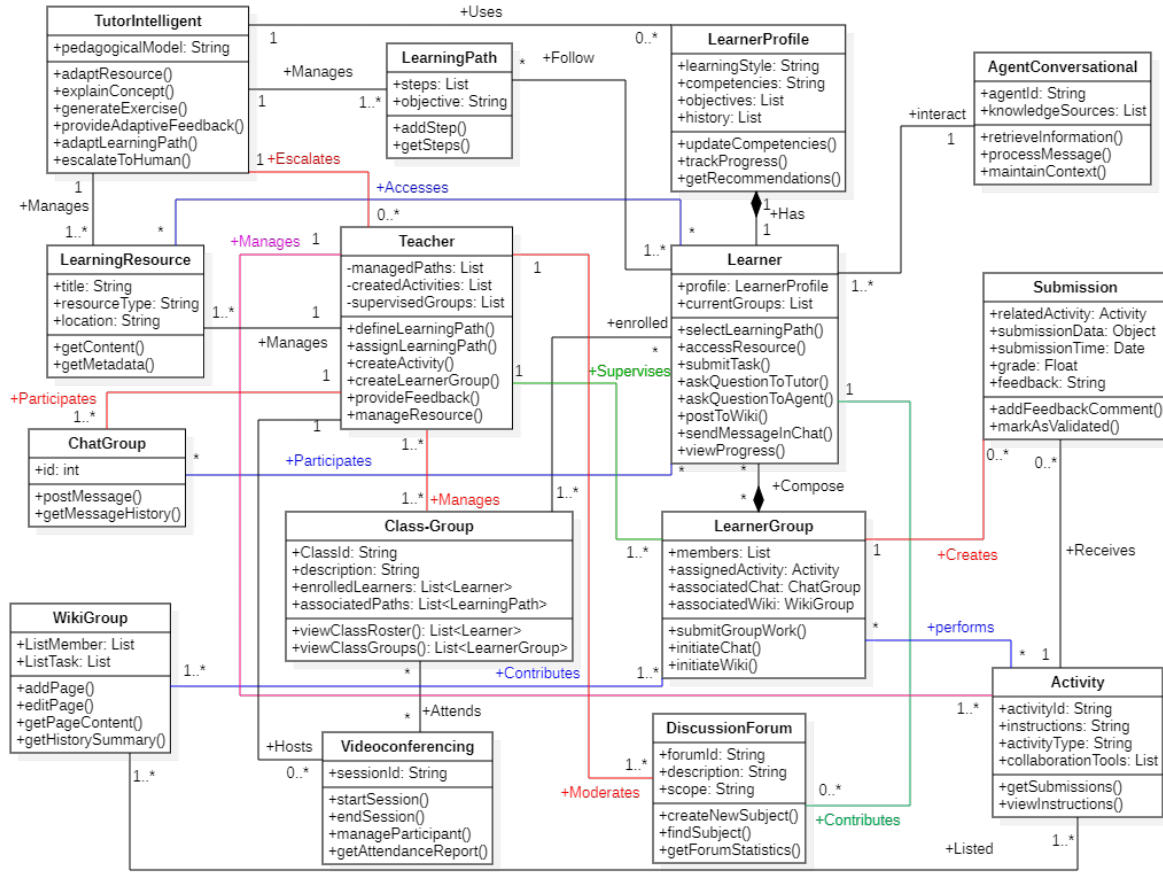 +Uses
TutorIntelligent
+pedagogicalModel: String
+adaptResource()
+explainConcept()
+generateExercise()
+provideAdaptiveFeedback()
+adaptLearningPath()
+escalateToHuman()
1
0..*
LearnerProfile
+learningStyle: String
+competencies: String
+objectives: List
+history: List
+updateCompetencies()
+trackProgress()
+getRecommendations()
LearningPath
+steps: List
+objective: String
+addStep()
+getSteps()
+Manages
1
1..*
*
+Follow
1..*
AgentConversational
+agentId: String
+knowledgeSources: List
+retrieveInformation()
+processMessage()
+maintainContext()
+interact
1
1..*
1
+Escalates
0..*
1
+Manages
1..*
+Accesses
*
*
1
+Has
1
LearningResource
+title: String
+resourceType: String
+location: String
+getContent()
+getMetadata()
+Manages
1
Teacher
-managedPaths: List
-createdActivities: List
-supervisedGroups: List
+defineLearningPath()
+assignLearningPath()
+createActivity()
+createLearnerGroup()
+provideFeedback()
+manageResource()
1
1..*
1
+Manages
Learner
+profile: LearnerProfile
+currentGroups: List
+selectLearningPath()
+accessResource()
+submitTask()
+askQuestionToTutor()
+askQuestionToAgent()
+postToWiki()
+sendMessageInChat()
+viewProgress()
Submission
+relatedActivity: Activity
+submissionData: Object
+submissionTime: Date
+grade: Float
+feedback: String
+addFeedbackComment()
+markAsValidated()
+enrolled
*
+Supervises
1
1
1
+Participates
1..*
ChatGroup
+id: int
+postMessage()
+getMessageHistory()
*
+Participates
*
1
1..*
1..*
+Manages
1..*
*
+Compose
*
0..*
0..*
Class-Group
+ClassId: String
+description: String
+enrolledLearners: List<Learner>
+associatedPaths: List<LearningPath>
+viewClassRoster(): List<Learner>
+viewClassGroups(): List<LearnerGroup>
1..*
LearnerGroup
+members: List
+assignedActivity: Activity
+associatedChat: ChatGroup
+associatedWiki: WikiGroup
+submitGroupWork()
+initiateChat()
+initiateWiki()
1
+Creates
+Receives
WikiGroup
+ListMember: List
+ListTask: List
+addPage()
+editPage()
+getPageContent()
+getHistorySummary()
1..*
+Contributes
1..*
*
+performs
*
1
*
+Attends
*
Activity
+activityId: String
+instructions: String
+activityType: String
+collaborationTools: List
+getSubmissions()
+viewInstructions()
1..*
+Hosts
0..*
Videoconferencing
+sessionId: String
+startSession()
+endSession()
+manageParticipant()
+getAttendanceReport()
DiscussionForum
+forumId: String
+description: String
+scope: String
+createNewSubject()
+findSubject()
+getForumStatistics()
1..*
+Moderates
0..*
+Contributes
1..*
+Listed
1..*